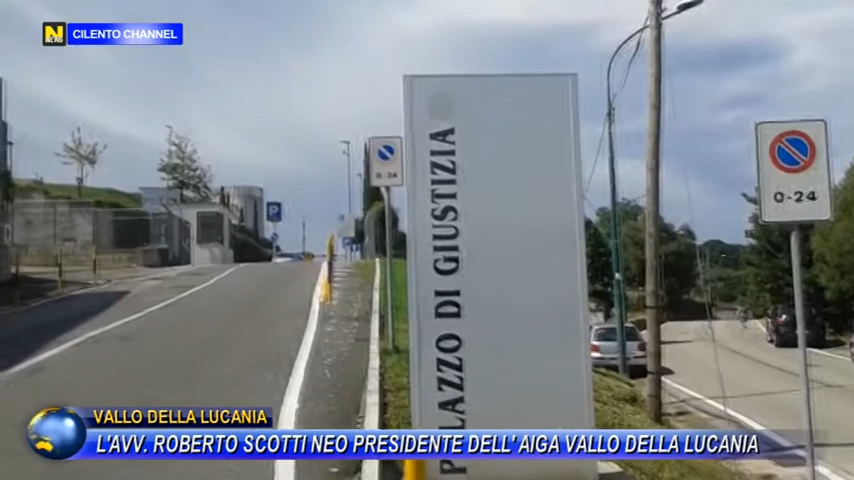 CILENTO CHANNEL
PALAZZO DI GIUSTIZIA
0-24
P
0-24
VALLO DELLA LUCANIA
L'AVV. ROBERTO SCOTTI NEO PRESIDENTE DELL'AIGA VALLO DELLA LUCANIA